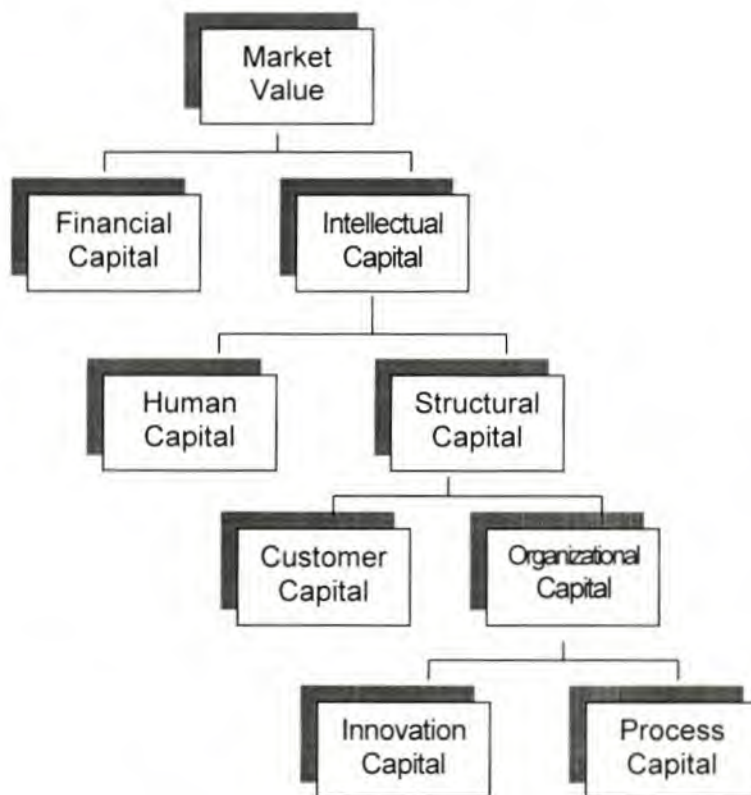 Market
Value
Financial
Capital
Intellectual
Capital
Human
Capital
Structural
Capital
Customer
Capital
Organizational
Capital
Innovation
Capital
Process
Capital